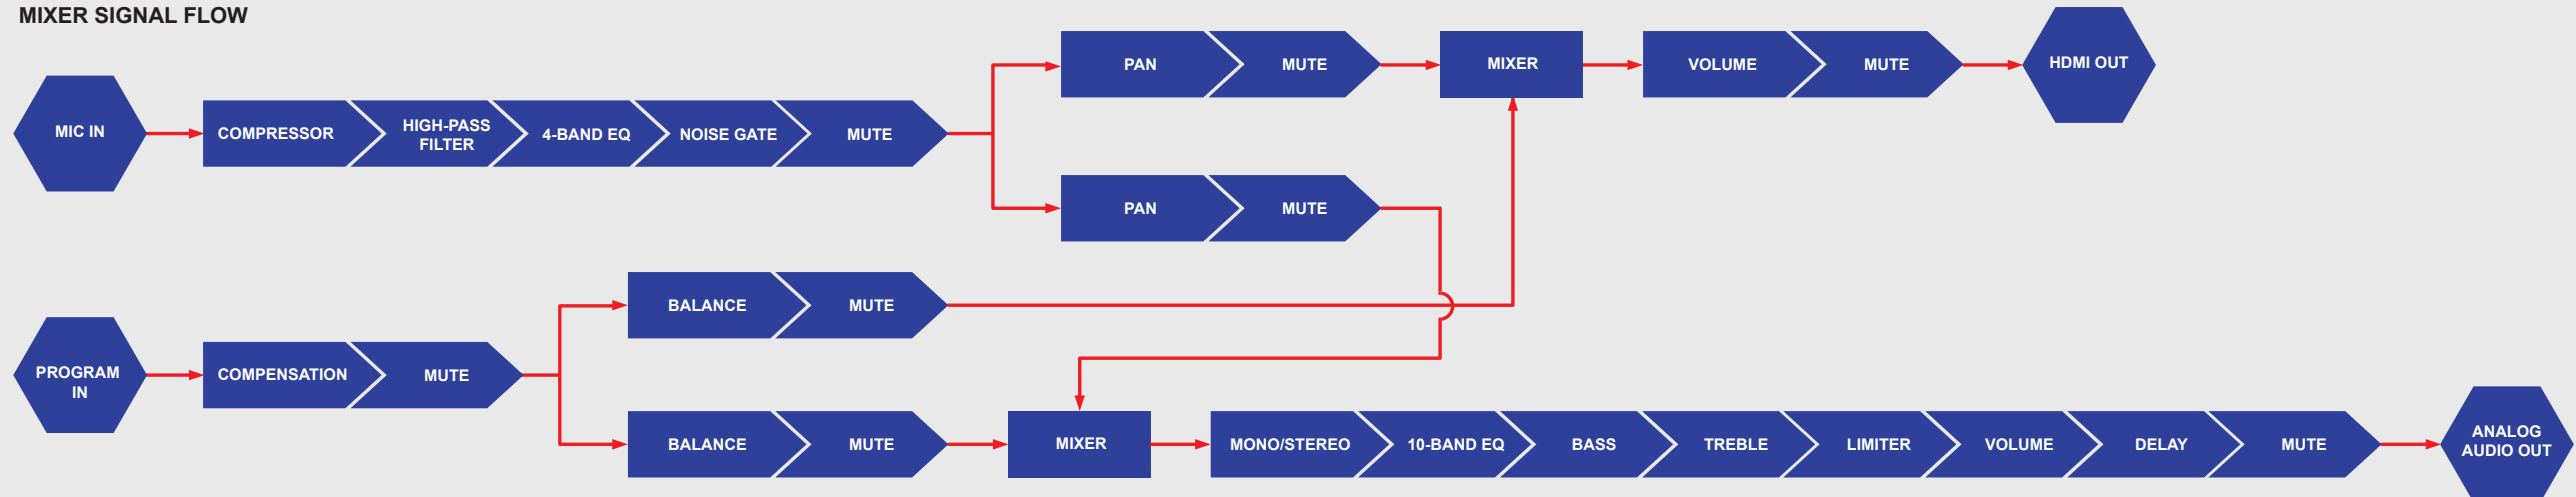 MIXER SIGNAL FLOW
MIC IN
COMPRESSOR
HIGH-PASS
FILTER
4-BAND EQ
NOISE GATE
MUTE
PAN
MUTE
MIXER
VOLUME
MUTE
HDMI OUT
PAN
MUTE
PROGRAM
IN
COMPENSATION
MUTE
BALANCE
MUTE
BALANCE
MUTE
MIXER
MONO/STEREO
10-BAND EQ
BASS
TREBLE
LIMITER
VOLUME
DELAY
MUTE
ANALOG
AUDIO OUT